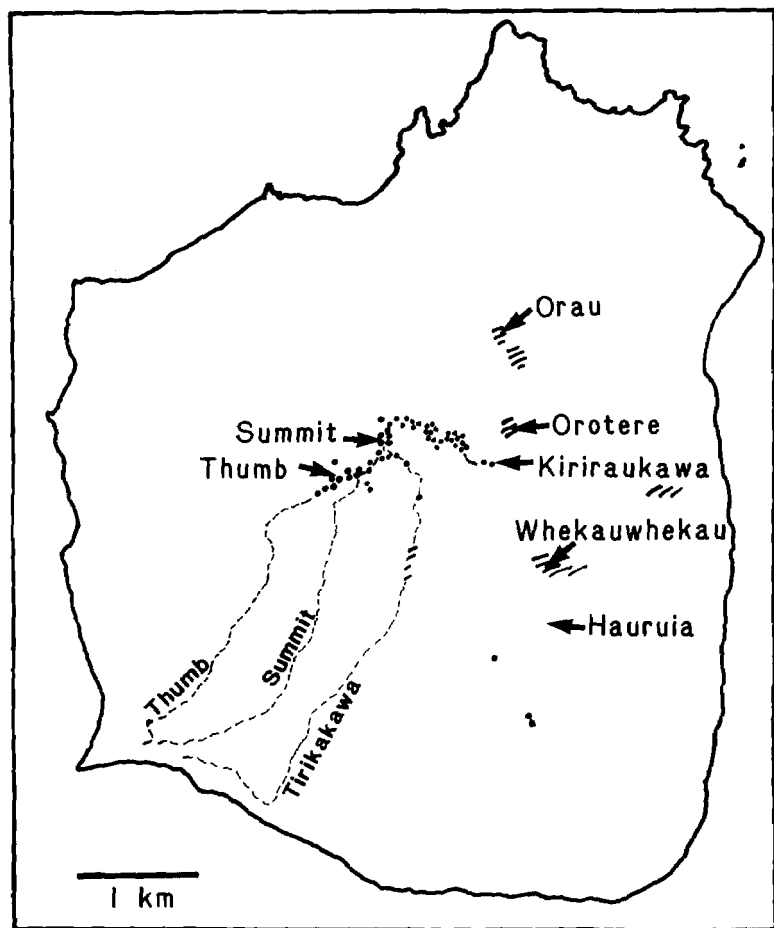 Orau
Summit
Orotere
Thumb
Kiriraukawa
Whekauwhekau
Hauruia
Thumb
Summit
Tirikakawa
1 km